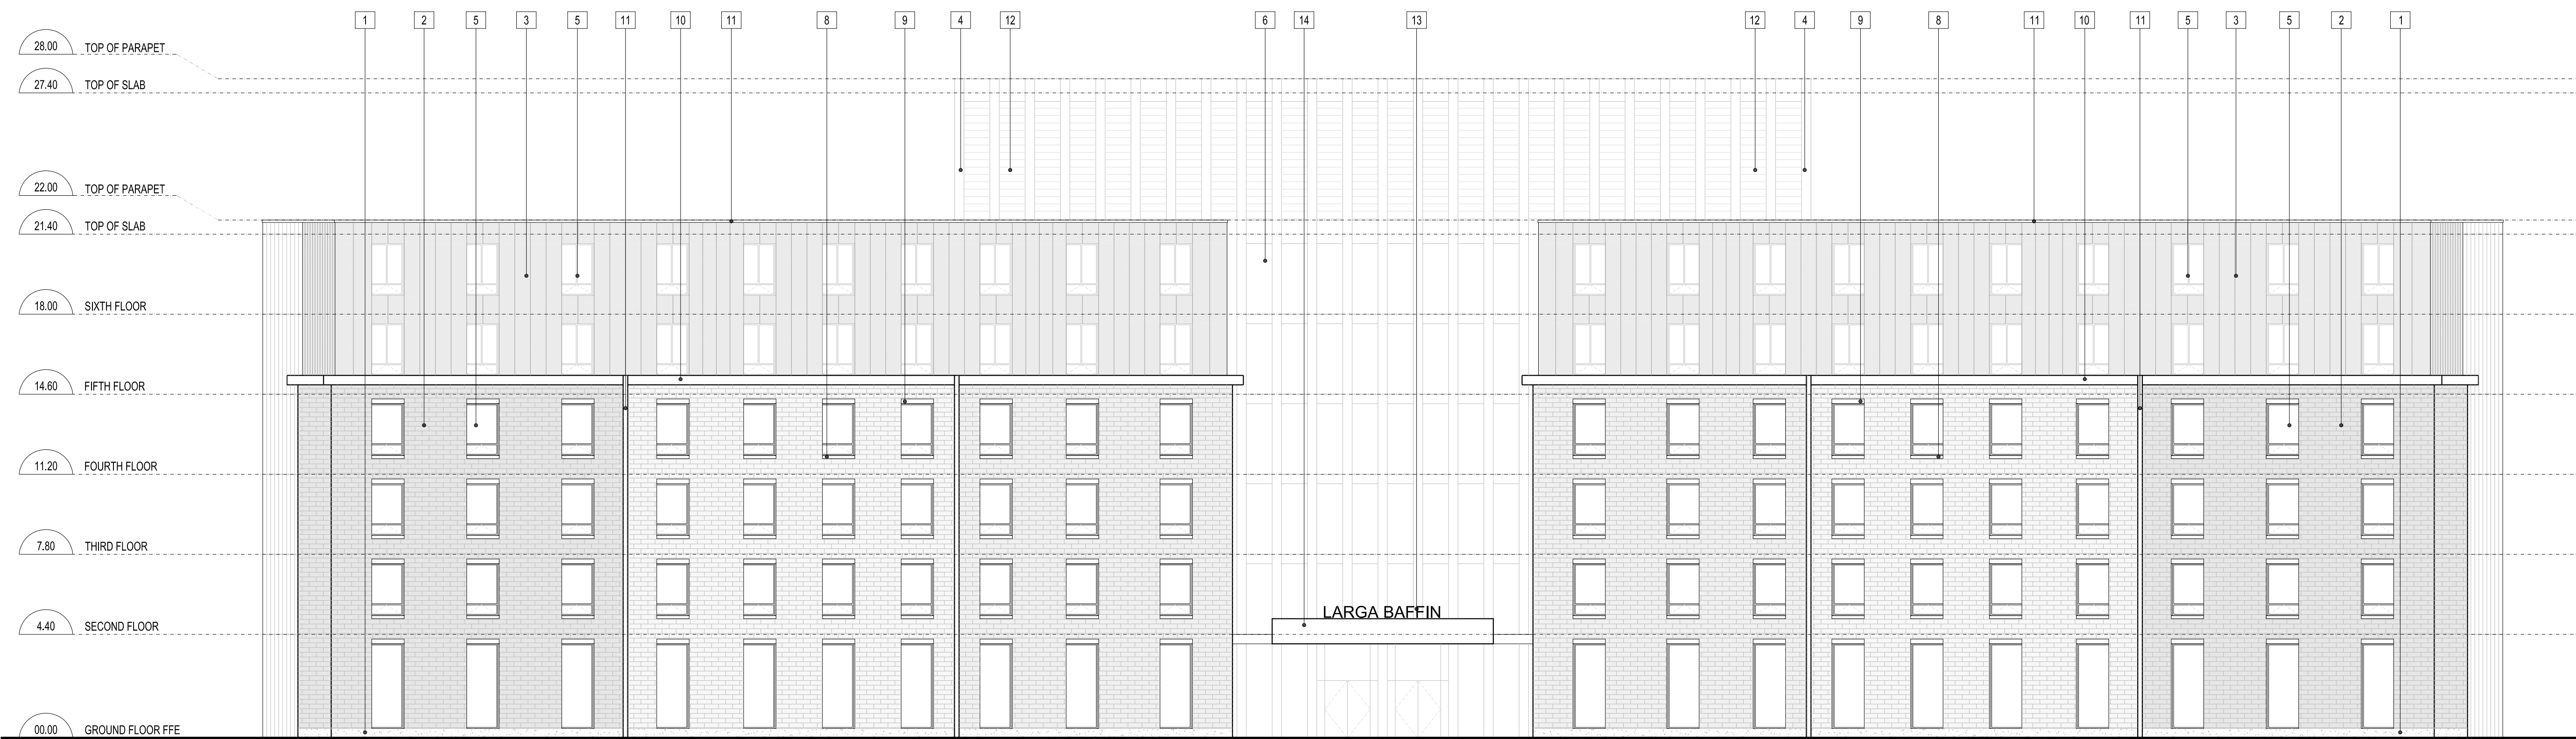 1 2 5 3 5 11 10 11 8 9 4 12 6 14 13 12 4 9 8 11 10 11 5 3 5 2 1
28.00 TOP OF PARAPET
27.40 TOP OF SLAB
22.00 TOP OF PARAPET
21.40 TOP OF SLAB
18.00 SIXTH FLOOR
14.60 FIFTH FLOOR
11.20 FOURTH FLOOR
7.80 THIRD FLOOR
LARGA BAFFIN
4.40 SECOND FLOOR
00.00 GROUND FLOOR FFE